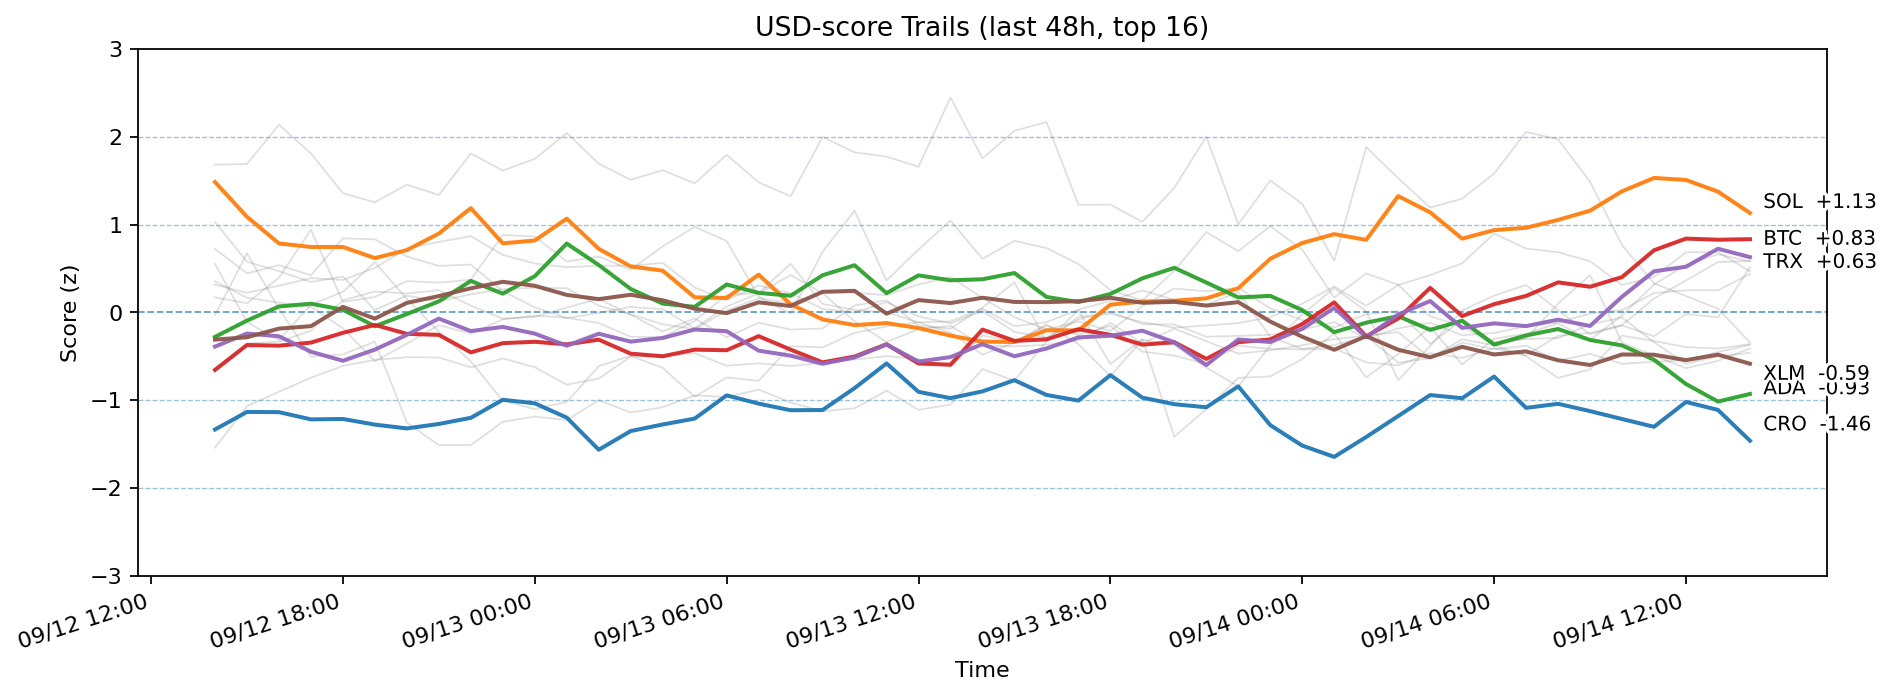 USD-score Trails (last 48h, top 16)
Score (z)
3
2
1
0
−1
−2
−3
SOL +1.13
BTC +0.83
TRX +0.63
XLM -0.59
ADA -0.93
CRO -1.46
09/12 12:00
09/12 18:00
09/13 00:00
09/13 06:00
09/13 12:00
09/13 18:00
09/14 00:00
09/14 06:00
09/14 12:00
Time